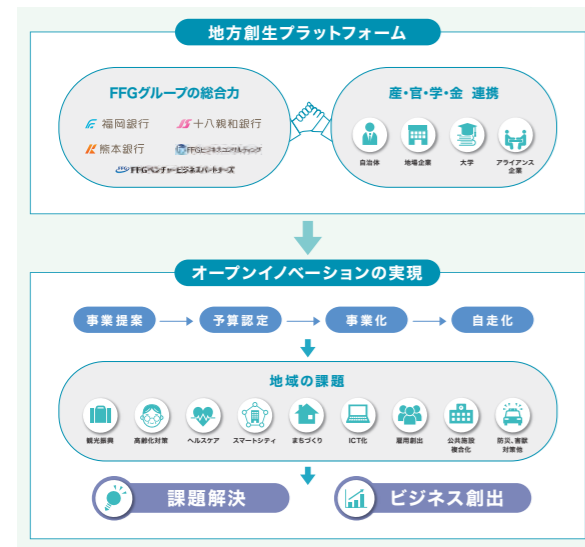 地方創生プラットフォーム
FFGグループの総合力
福岡銀行
十八親和銀行
熊本銀行
FFGビジネスコンサルティング
FFGベンチャービジネスパートナーズ
産・官・学・金 連携
自治体
地場企業
大学
アライアンス
企業
オープンイノベーションの実現
事業提案
予算認定
事業化
自走化
地域の課題
観光振興
高齢化対策
ヘルスケア
スマートシティ
まちづくり
ICT化
雇用創出
公共施設
複合化
防災、害獣
対策他
課題解決
ビジネス創出